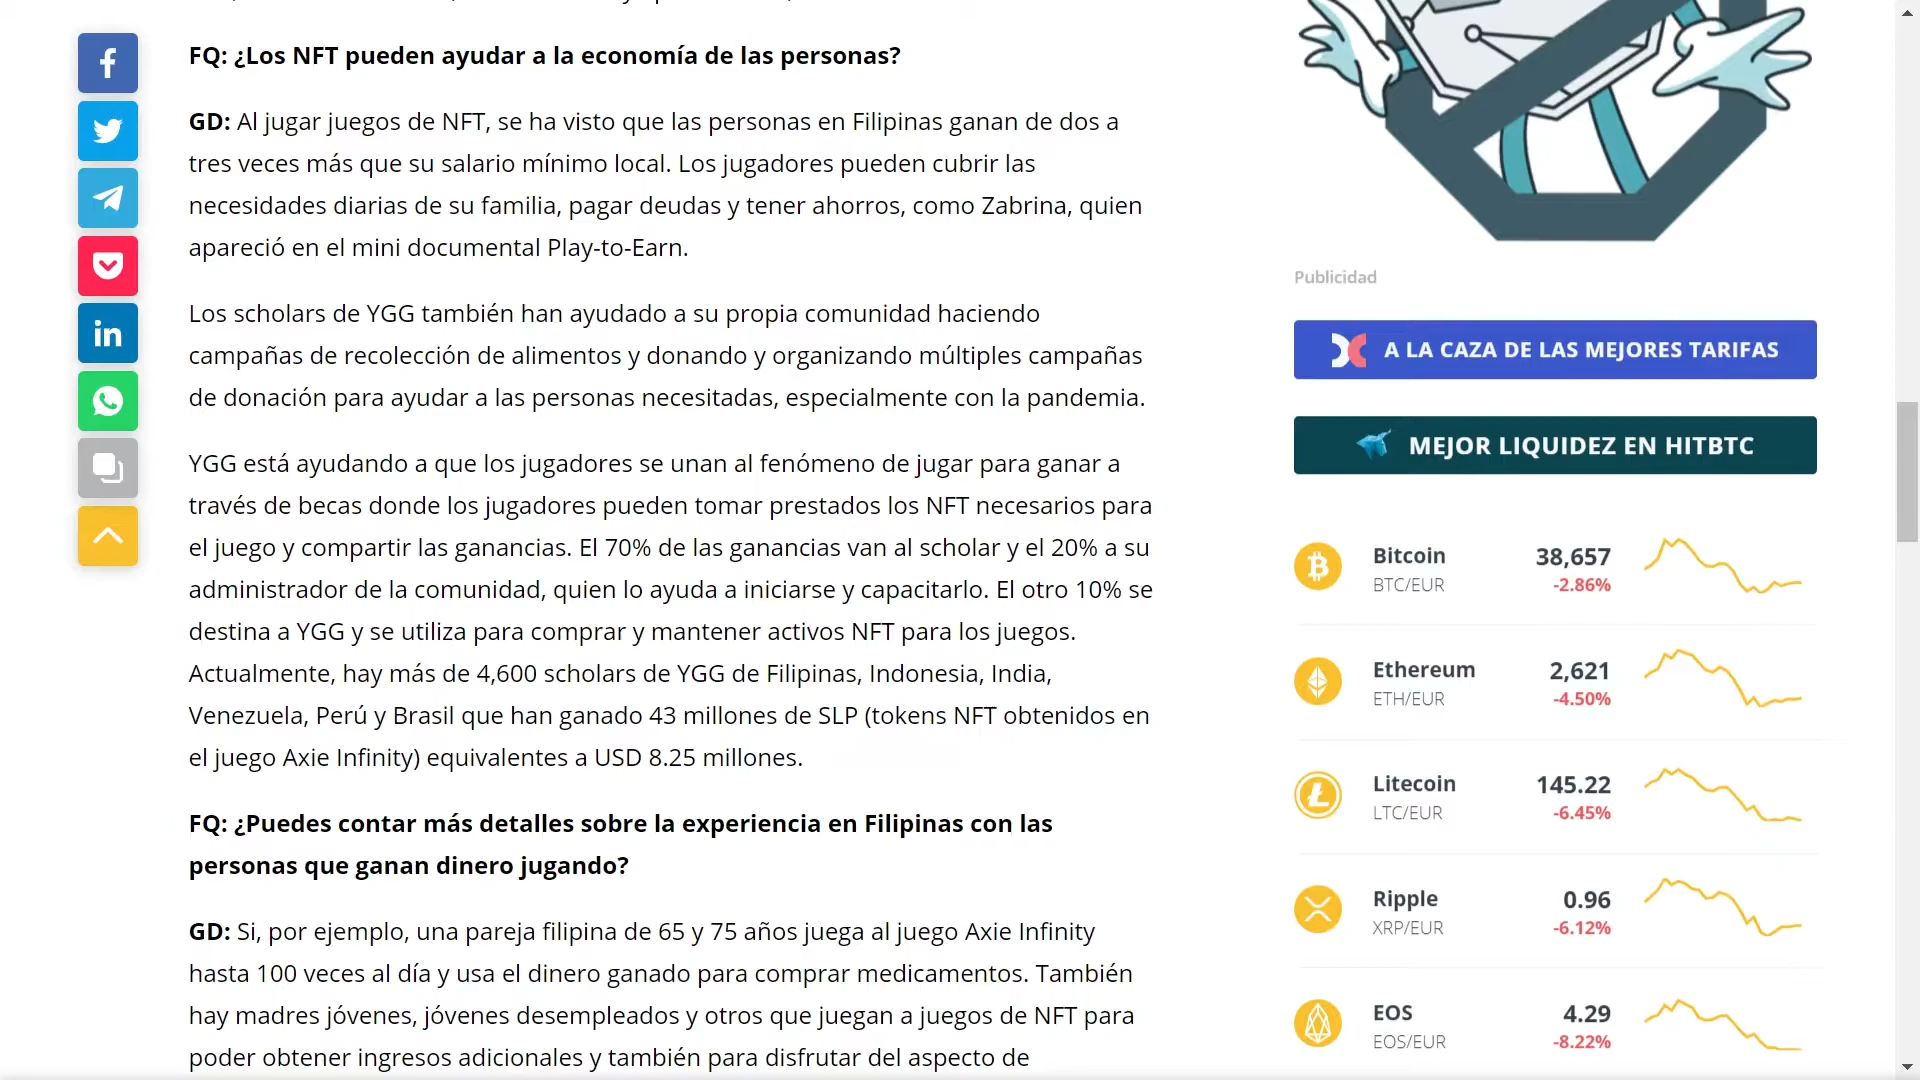 FQ: ¿Los NFT pueden ayudar a la economía de las personas?
GD: Al jugar juegos de NFT, se ha visto que las personas en Filipinas ganan de dos a
tres veces más que su salario mínimo local. Los jugadores pueden cubrir las
necesidades diarias de su familia, pagar deudas y tener ahorros, como Zabrina, quien
apareció en el mini documental Play-to-Earn.
Los scholars de YGG también han ayudado a su propia comunidad haciendo
campañas de recolección de alimentos y donando y organizando múltiples campañas
de donación para ayudar a las personas necesitadas, especialmente con la pandemia.
YGG está ayudando a que los jugadores se unan al fenómeno de jugar para ganar a
través de becas donde los jugadores pueden tomar prestados los NFT necesarios para
el juego y compartir las ganancias. El 70% de las ganancias van al scholar y el 20% a su
administrador de la comunidad, quien lo ayuda a iniciarse y capacitarlo. El otro 10% se
destina a YGG y se utiliza para comprar y mantener activos NFT para los juegos.
Actualmente, hay más de 4,600 scholars de YGG de Filipinas, Indonesia, India,
Venezuela, Perú y Brasil que han ganado 43 millones de SLP (tokens NFT obtenidos en
el juego Axie Infinity) equivalentes a USD 8.25 millones.
FQ: ¿Puedes contar más detalles sobre la experiencia en Filipinas con las
personas que ganan dinero jugando?
GD: Si, por ejemplo, una pareja filipina de 65 y 75 años juega al juego Axie Infinity
hasta 100 veces al día y usa el dinero ganado para comprar medicamentos. También
hay madres jóvenes, jóvenes desempleados y otros que juegan a juegos de NFT para
poder obtener ingresos adicionales y también para disfrutar del aspecto de
Publicidad
A LA CAZA DE LAS MEJORES TARIFAS
MEJOR LIQUIDEZ EN HITBTC
Bitcoin 38,657
BTC/EUR -2.86%
Ethereum 2,621
ETH/EUR -4.50%
Litecoin 145.22
LTC/EUR -6.45%
Ripple 0.96
XRP/EUR -6.12%
EOS 4.29
EOS/EUR -8.22%